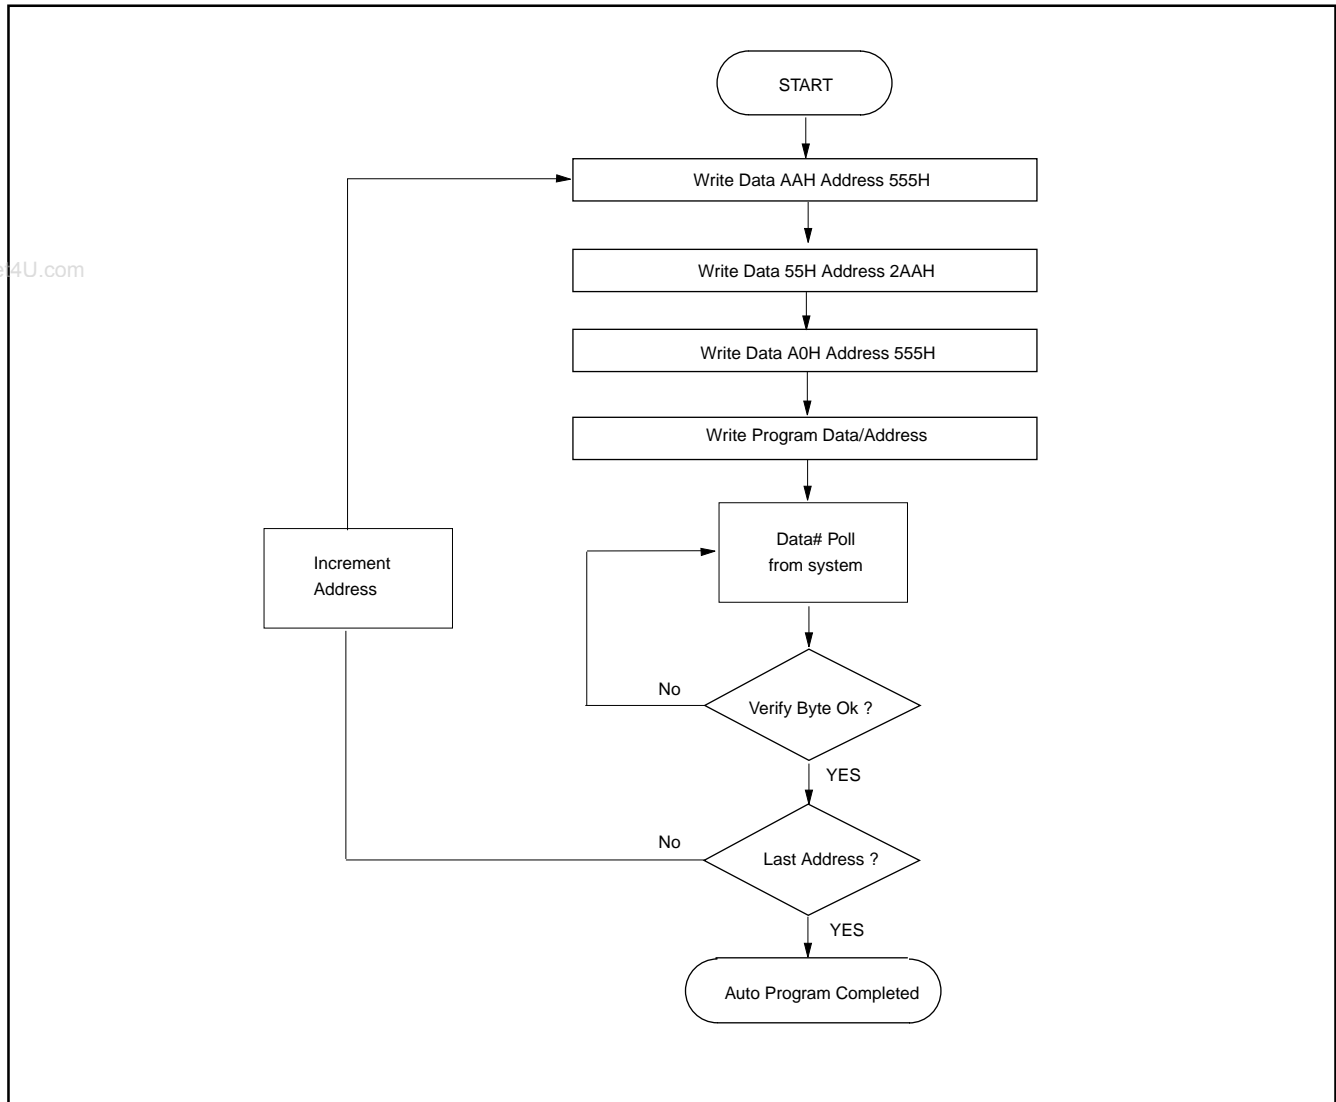 START
Write Data AAH Address 555H
4U.com
Write Data 55H Address 2AAH
Write Data A0H Address 555H
Write Program Data/Address
Data# Poll
from system
Increment
Address
No
Verify Byte Ok ?
YES
No
Last Address ?
YES
Auto Program Completed